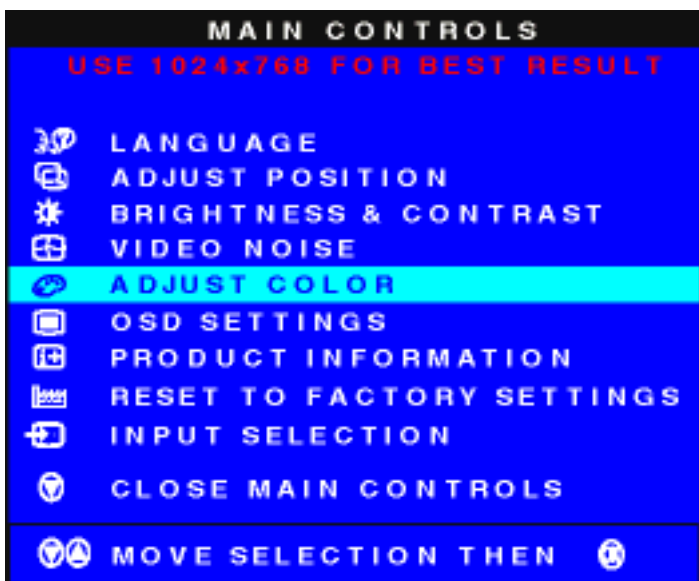 MAIN CONTROLS
USE 1024x768 FOR BEST RESULT
LANGUAGE
ADJUST POSITION
BRIGHTNESS & CONTRAST
VIDEO NOISE
ADJUST COLOR
OSD SETTINGS
PRODUCT INFORMATION
RESET TO FACTORY SETTINGS
INPUT SELECTION
CLOSE MAIN CONTROLS
MOVE SELECTION THEN